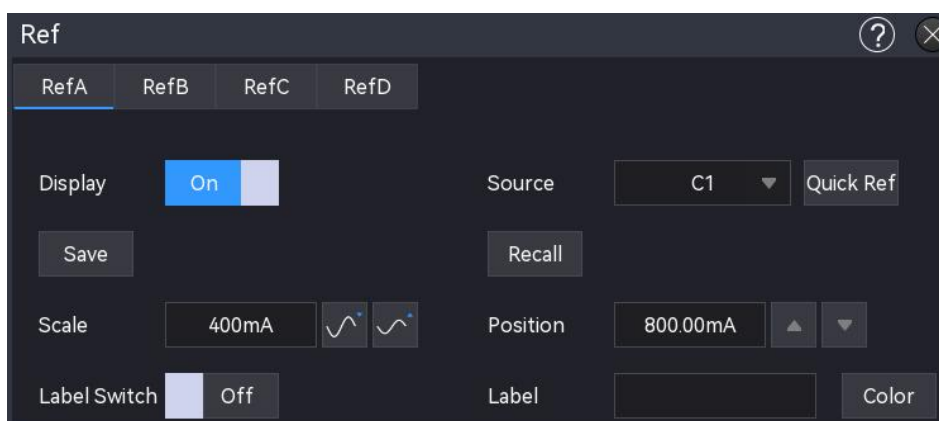 Ref ?
RefA RefB RefC RefD
Display On Source C1 Quick Ref
Save Recall
Scale 400mA Position 800.00mA
Label Switch Off Label Color